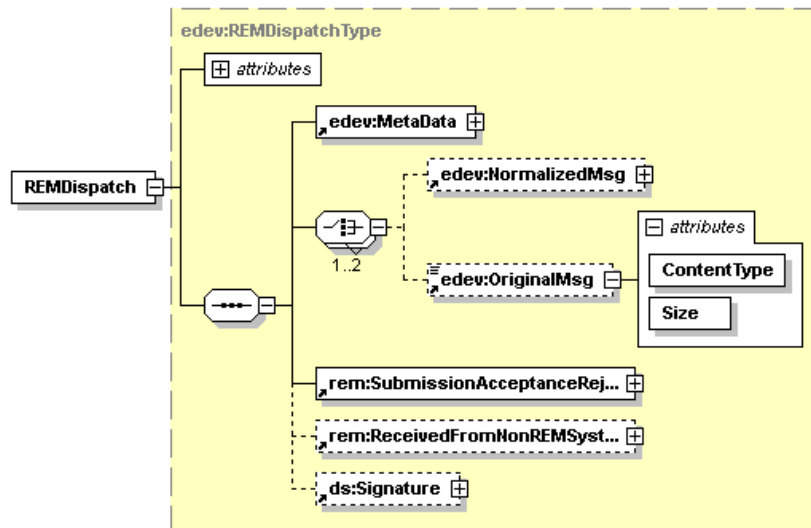 edev:REMDispatchType
attributes
edev:MetaData
edev:NormalizedMsg
REMDispatch
attributes
1..2
edev:OriginalMsg
ContentType
Size
rem:SubmissionAcceptanceRej...
rem:ReceivedFromNonREMSyst...
ds:Signature